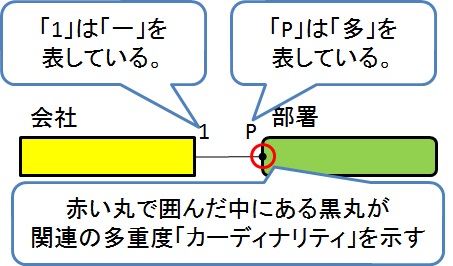 「1」は「一」を
表している。
「P」は「多」を
表している。
会社
1
P
部署
赤い丸で囲んだ中にある黒丸が
関連の多重度「カーディナリティ」を示す